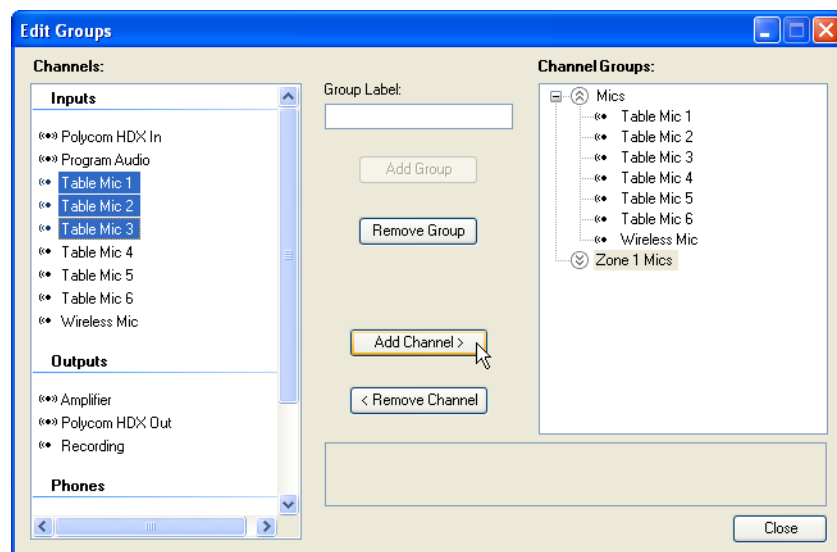 Edit Groups
Channels:
Inputs
Polycom HDX In
Program Audio
Table Mic 1
Table Mic 2
Table Mic 3
Table Mic 4
Table Mic 5
Table Mic 6
Wireless Mic
Outputs
Amplifier
Polycom HDX Out
Recording
Phones
Group Label:
Add Group
Remove Group
Add Channel >
< Remove Channel
Channel Groups:
Mics
Table Mic 1
Table Mic 2
Table Mic 3
Table Mic 4
Table Mic 5
Table Mic 6
Wireless Mic
Zone 1 Mics
Close